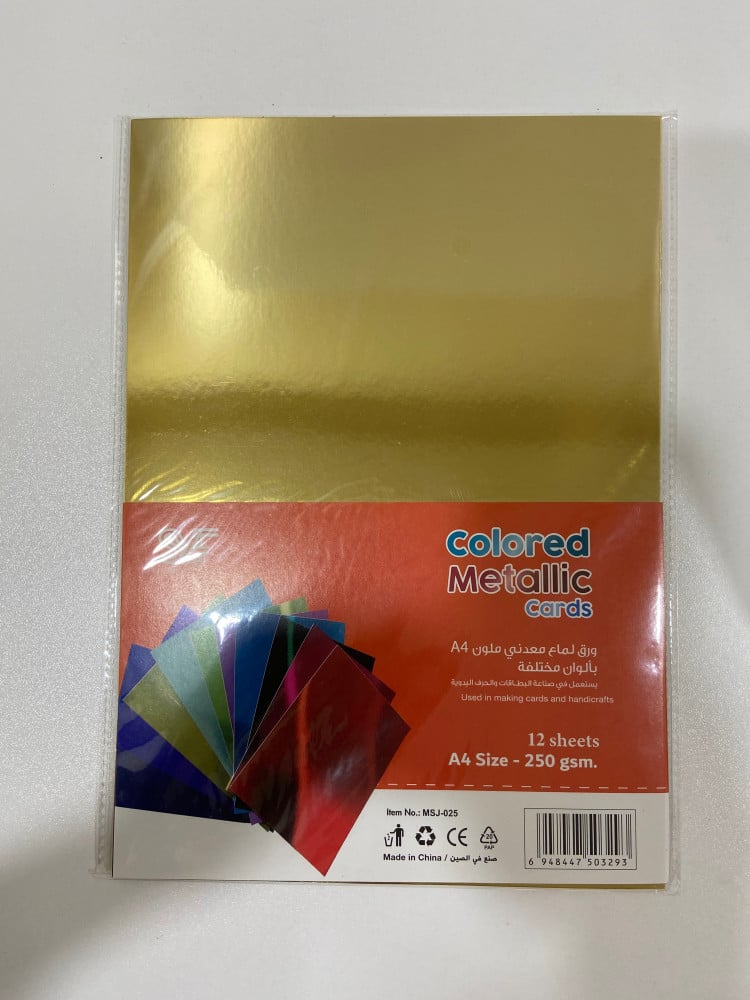 Colored
Metallic
Cards
ورق لماع معدني ملون A4
بألوان مختلفة
يستعمل في صناعة البطاقات والحرف اليدوية
Used in making cards and handicrafts
12 sheets
A4 Size - 250 gsm.
Item No.: MSJ-025
CE
20
PAP
Made in China / صنع في الصين
6 948447 503293